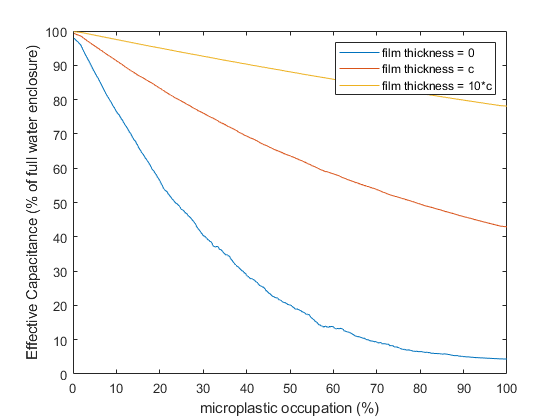 100
90
80
70
60
50
40
30
20
10
0
Effective Capacitance (% of full water enclosure)
film thickness = 0
film thickness = c
film thickness = 10*c
0 10 20 30 40 50 60 70 80 90 100
microplastic occupation (%)